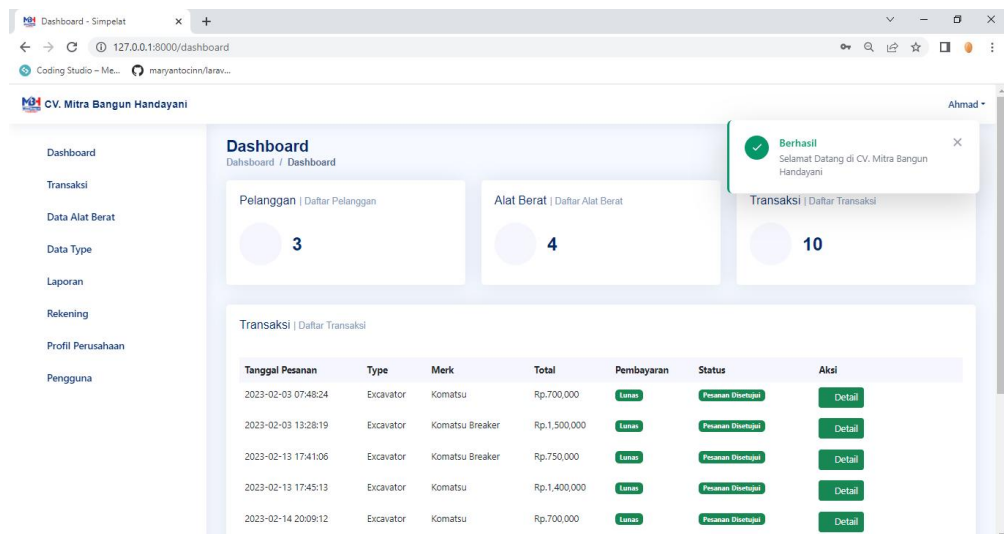 Dashboard - Simpelat
127.0.0.1:8000/dashboard
Coding Studio – Me... maryantocinn/larav...
MBH CV. Mitra Bangun Handayani
Ahmad
Berhasil
Selamat Datang di CV. Mitra Bangun
Handayani
Dashboard
Transaksi
Data Alat Berat
Data Type
Laporan
Rekening
Profil Perusahaan
Pengguna
Dashboard
Dahsboard / Dashboard
Pelanggan | Daftar Pelanggan
3
Alat Berat | Daftar Alat Berat
4
Transaksi | Daftar Transaksi
10
Transaksi | Daftar Transaksi
Tanggal Pesanan Type Merk Total Pembayaran Status Aksi
2023-02-03 07:48:24 Excavator Komatsu Rp.700,000 Lunas Pesanan Disetujui Detail
2023-02-03 13:28:19 Excavator Komatsu Breaker Rp.1,500,000 Lunas Pesanan Disetujui Detail
2023-02-13 17:41:06 Excavator Komatsu Breaker Rp.750,000 Lunas Pesanan Disetujui Detail
2023-02-13 17:45:13 Excavator Komatsu Rp.1,400,000 Lunas Pesanan Disetujui Detail
2023-02-14 20:09:12 Excavator Komatsu Rp.700,000 Lunas Pesanan Disetujui Detail